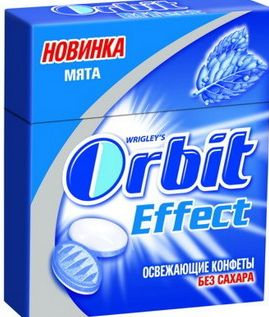 НОВИНКА
МЯТА
WRIGLEY'S
Orbit
Effect
ОСВЕЖАЮЩИЕ КОНФЕТЫ
БЕЗ САХАРА